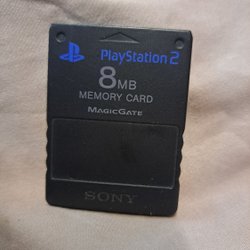 PlayStation 2
8MB
MEMORY CARD
MAGICGATE
SONY